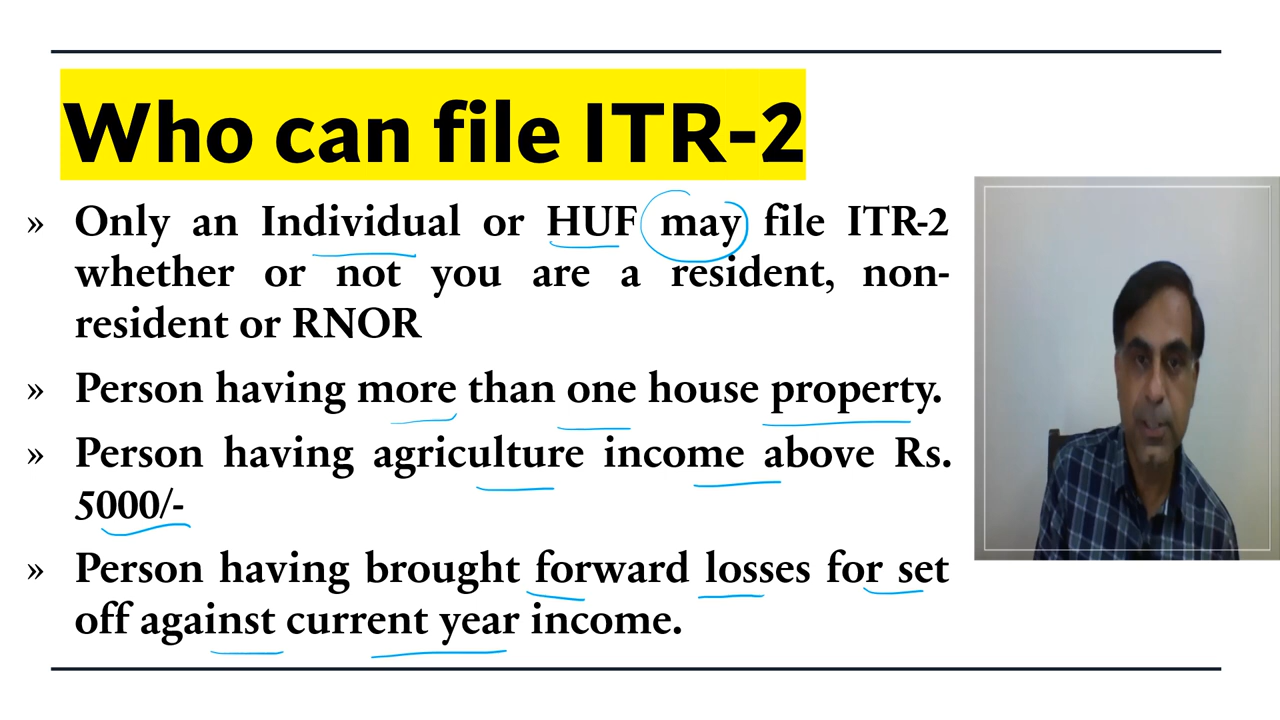 Who can file ITR-2
» Only an Individual or HUF may file ITR-2
whether or not you are a resident, non-
resident or RNOR
» Person having more than one house property.
» Person having agriculture income above Rs.
5000/-
» Person having brought forward losses for set
off against current year income.